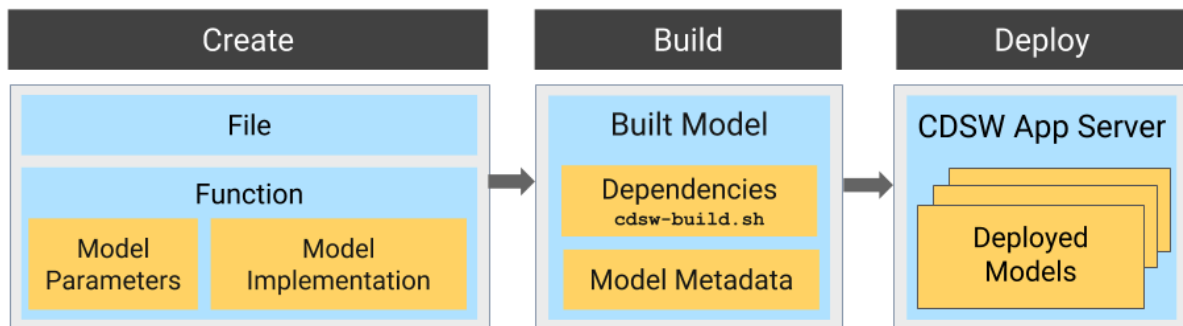 Create
Build
Deploy
File
Function
Model
Parameters
Model
Implementation
Built Model
Dependencies
cdsw-build.sh
Model Metadata
CDSW App Server
Deployed
Models